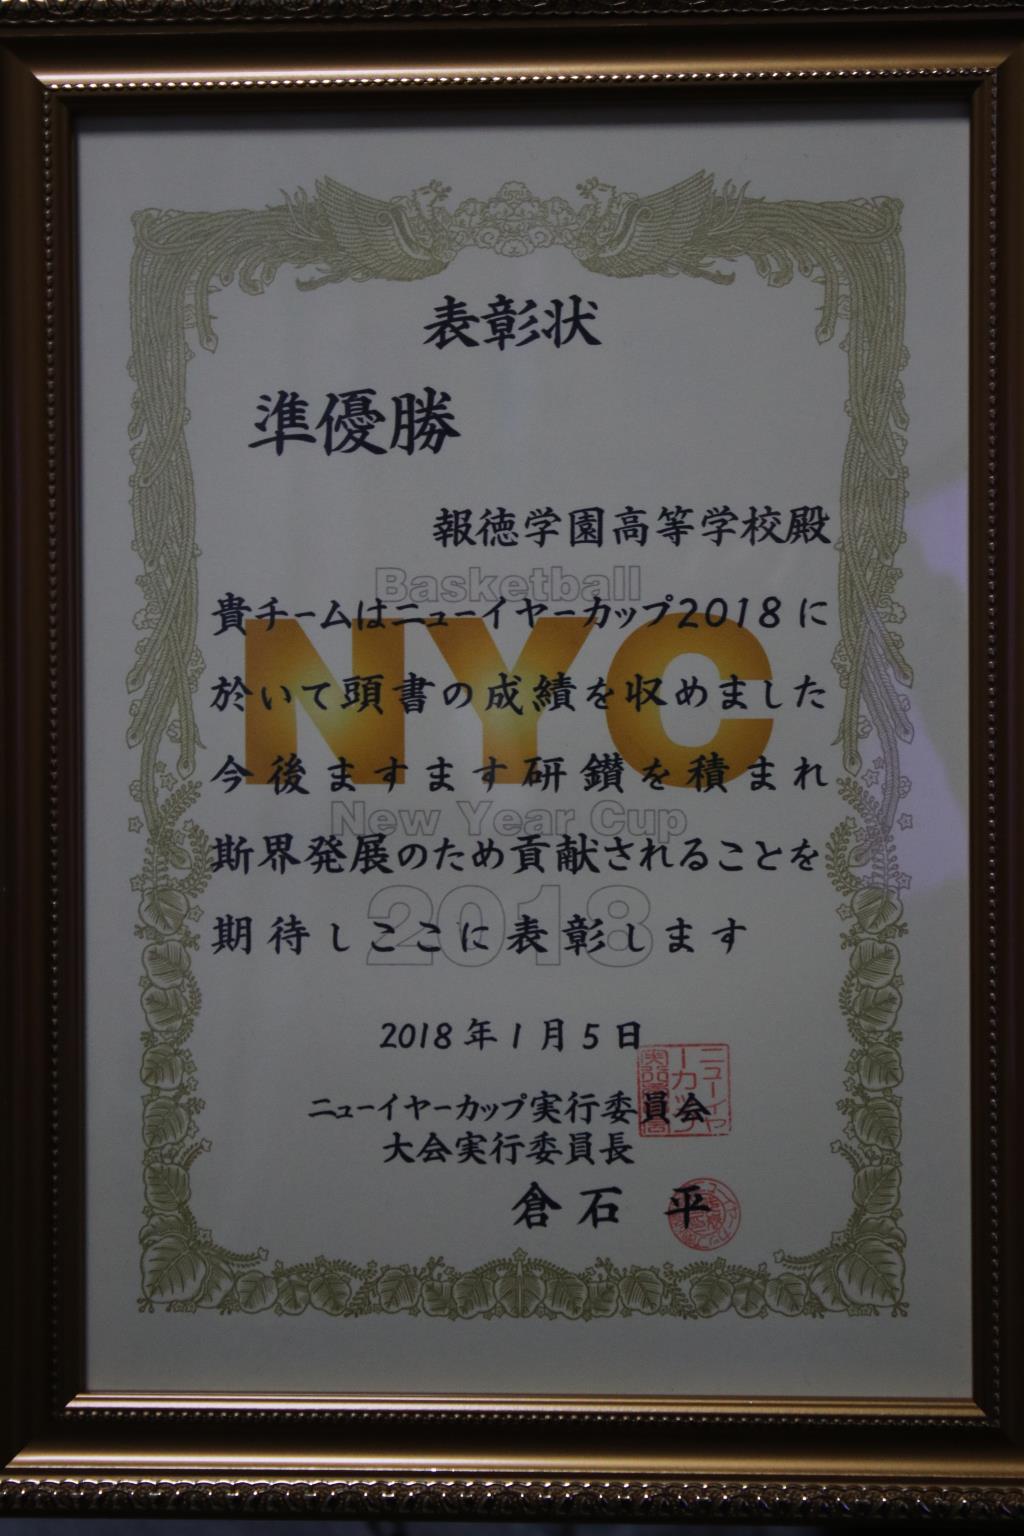 表彰状
準優勝
報徳学園高等学校殿
Basketball
貴チームはニューイヤーカップ2018に
NYC
於いて頭書の成績を収めました
今後ますます研鑚を積まれ
New Year Cup
斯界発展のため貢献されることを
2018
期待しここに表彰します
2018年1月5日
ニューイヤーカップ実行委員会
大会実行委員長
倉石 平